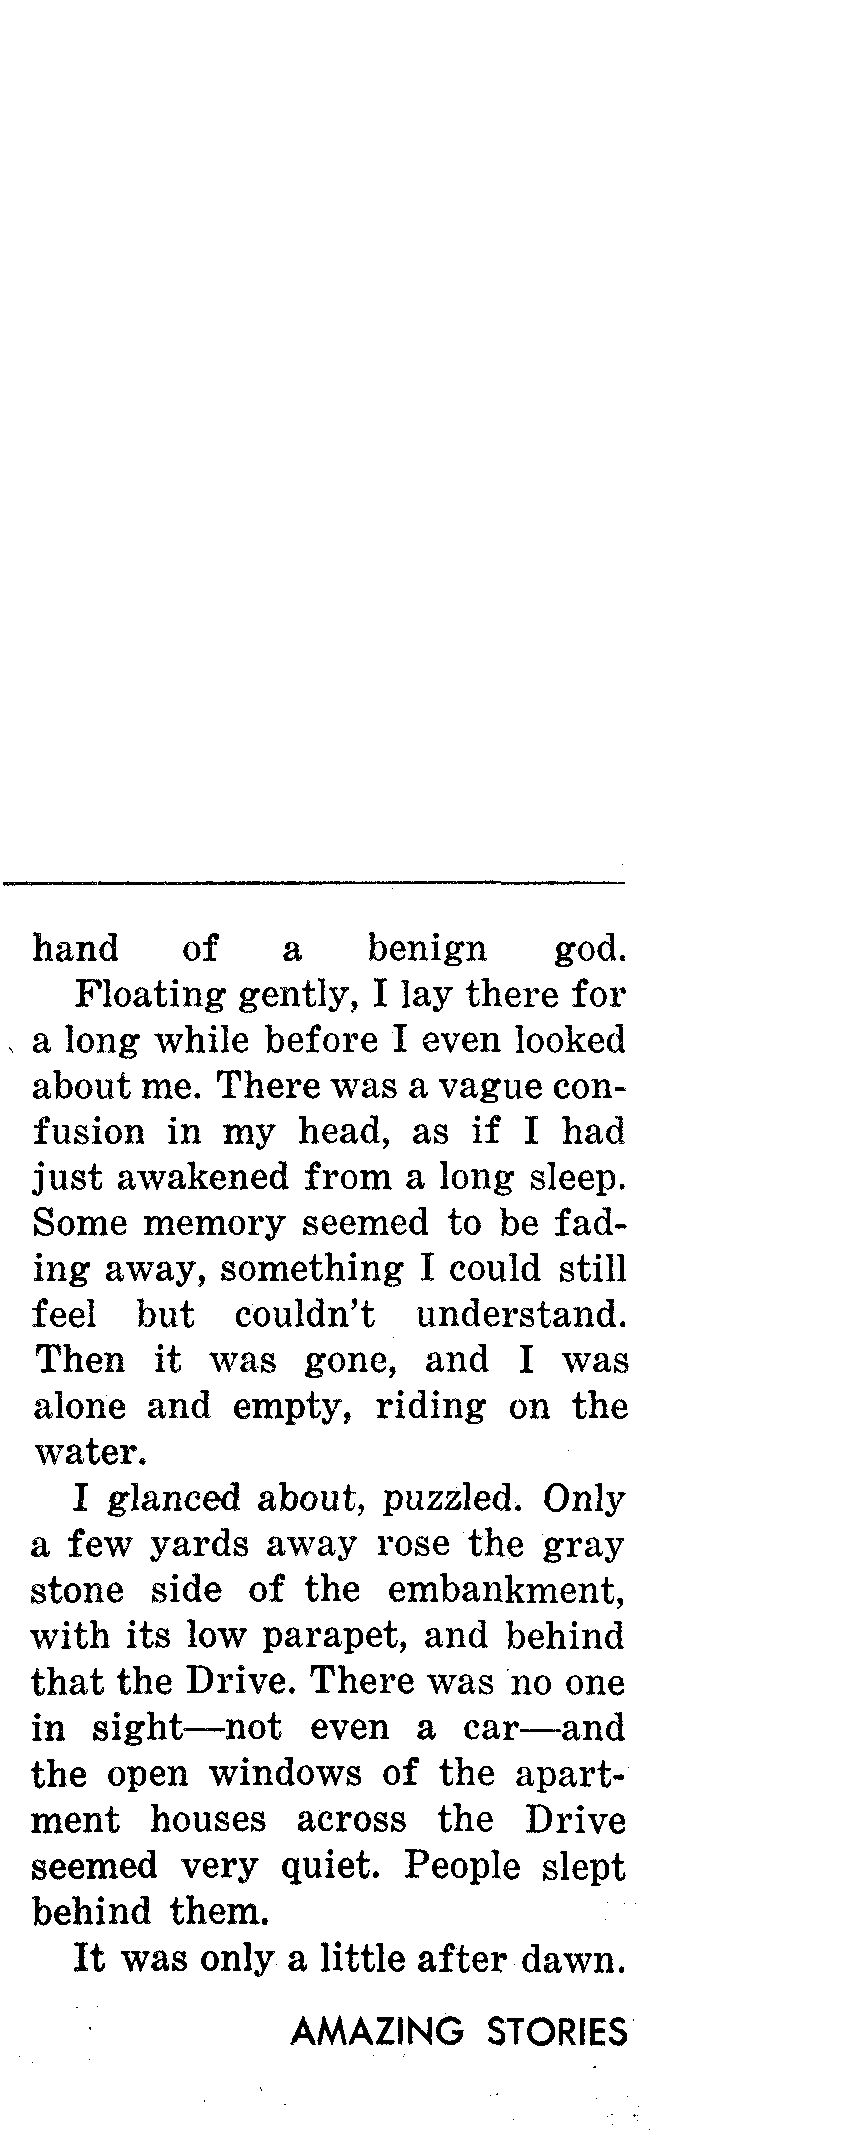 hand of a benign god.
Floating gently, I lay there for
a long while before I even looked
about me. There was a vague con-
fusion in my head, as if I had
just awakened from a long sleep.
Some memory seemed to be fad-
ing away, something I could still
feel but couldn't understand.
Then it was gone, and I was
alone and empty, riding on the
water.
I glanced about, puzzled. Only
a few yards away rose the gray
stone side of the embankment,
with its low parapet, and behind
that the Drive. There was no one
in sight—not even a car—and
the open windows of the apart-
ment houses across the Drive
seemed very quiet. People slept
behind them.
It was only a little after dawn.
AMAZING STORIES